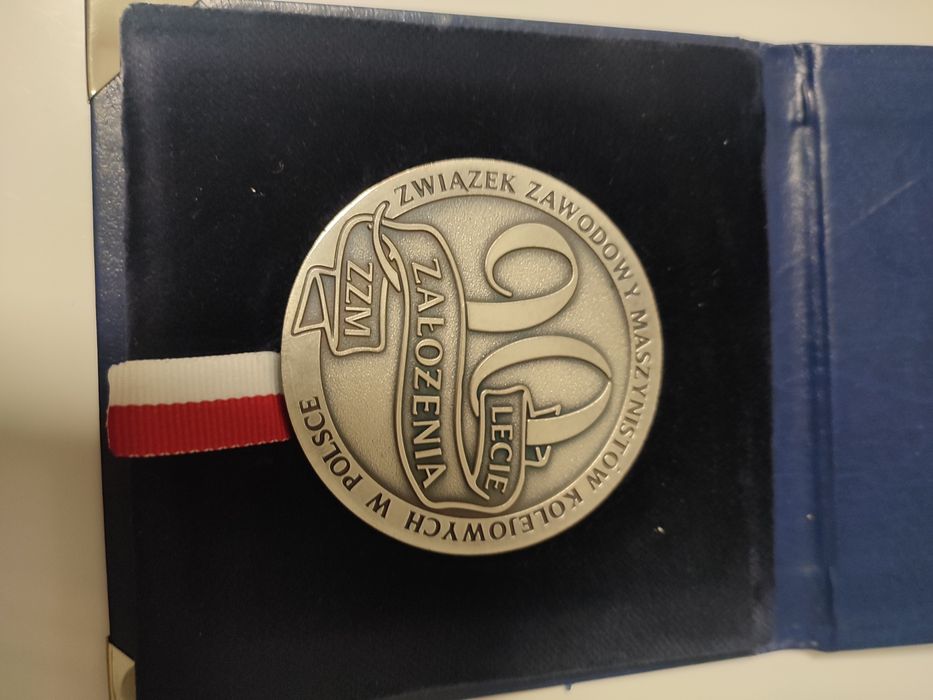 ZWIĄZEK ZAWODOWY MASZYNISTÓW KOLEJOWYCH W POLSCE
90
LECIE
ZAŁOŻENIA
ZZM